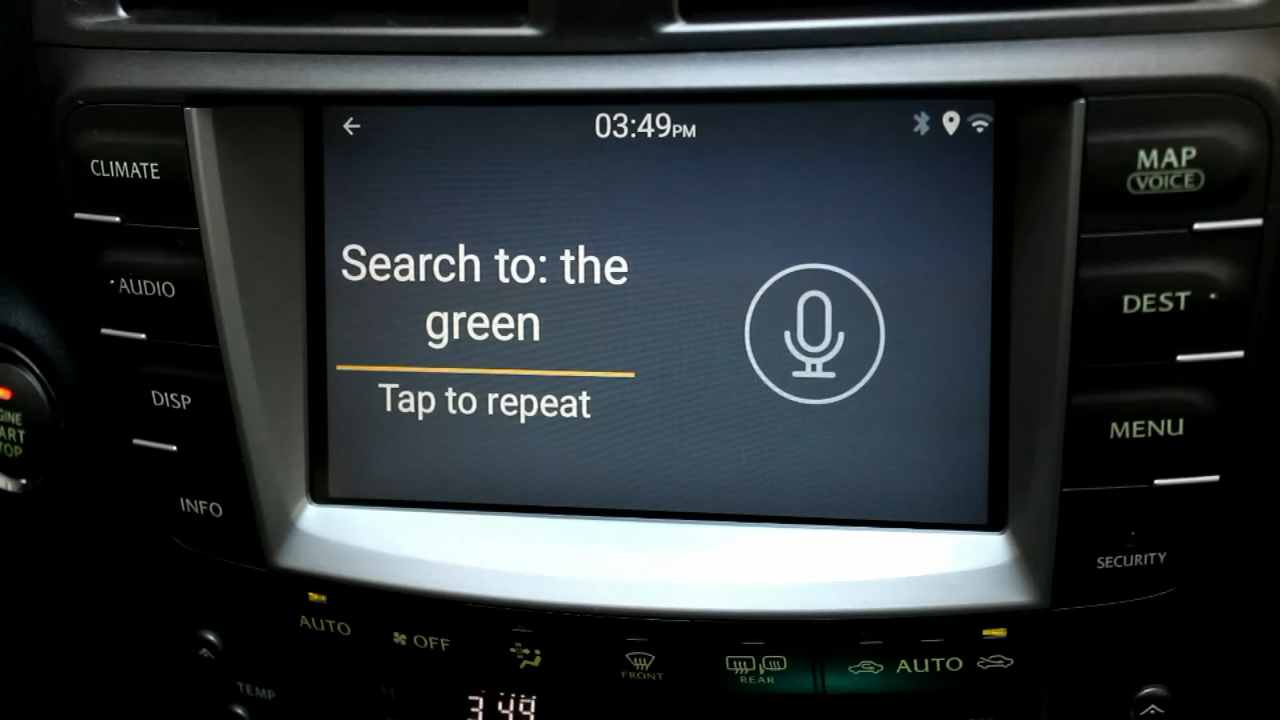 03:49PM
CLIMATE
MAP
VOICE
Search to: the
green
Tap to repeat
AUDIO
DEST
DISP
MENU
INFO
SECURITY
AUTO
OFF
FRONT
REAR
AUTO
TEMP
3:49